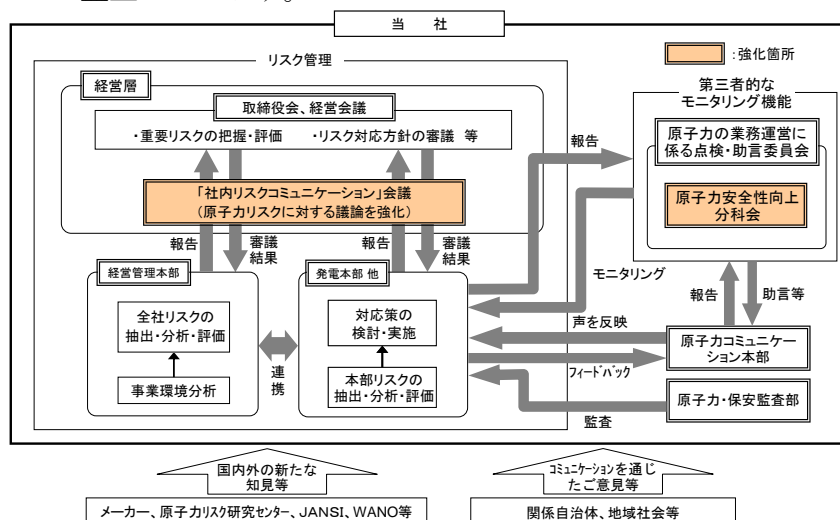 当 社
リスク管理
:強化箇所
経営層
取締役会、経営会議
・重要リスクの把握・評価 ・リスク対応方針の審議 等
「社内リスクコミュニケーション」会議
(原子力リスクに対する議論を強化)
報告
審議
結果
報告
審議
結果
経営管理本部
全社リスクの
抽出・分析・評価
事業環境分析
連
携
発電本部 他
対応策の
検討・実施
本部リスクの
抽出・分析・評価
報告
モニタリング
声を反映
フィードバック
監査
第三者的な
モニタリング機能
原子力の業務運営に
係る点検・助言委員会
原子力安全性向上
分科会
報告
助言等
原子力コミュニケー
ション本部
原子力・保安監査部
国内外の新たな
知見等
コミュニケーションを通じ
たご意見等
メーカー、原子力リスク研究センター、JANSI、WANO等
関係自治体、地域社会等